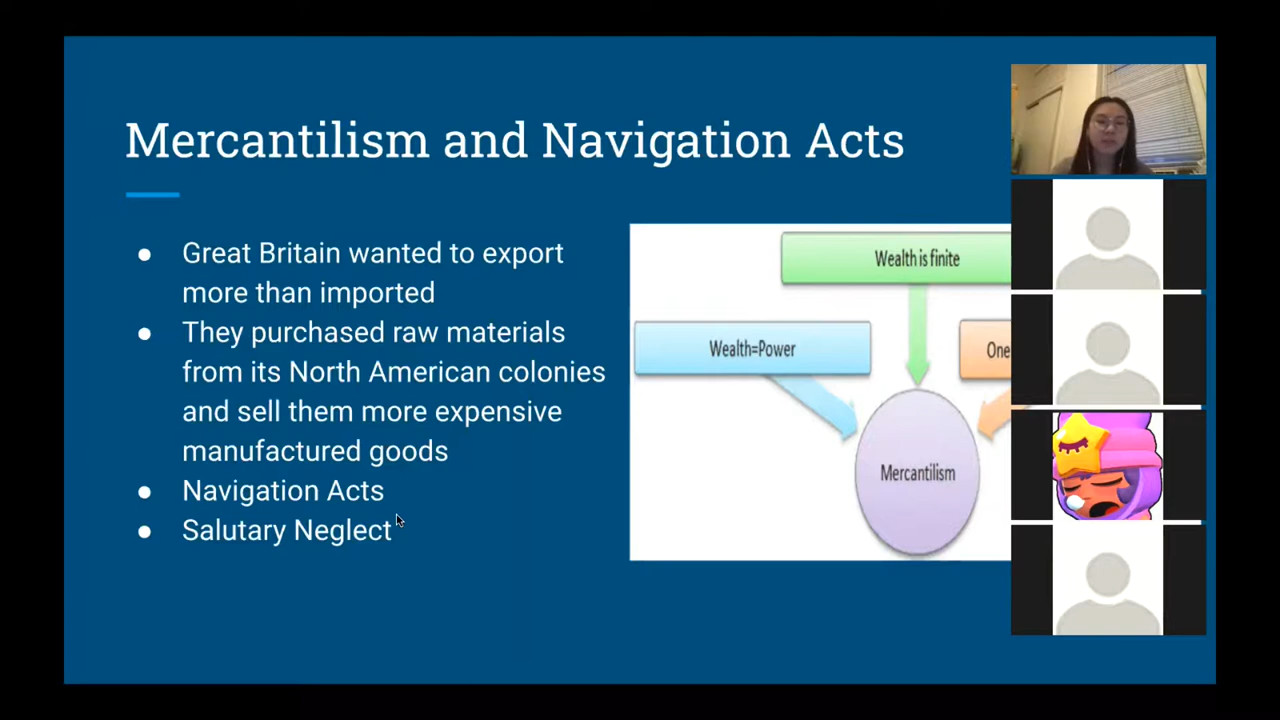 Mercantilism and Navigation Acts
● Great Britain wanted to export
more than imported
● They purchased raw materials
from its North American colonies
and sell them more expensive
manufactured goods
● Navigation Acts
● Salutary Neglect
Wealth is finite
Wealth=Power
One
Mercantilism